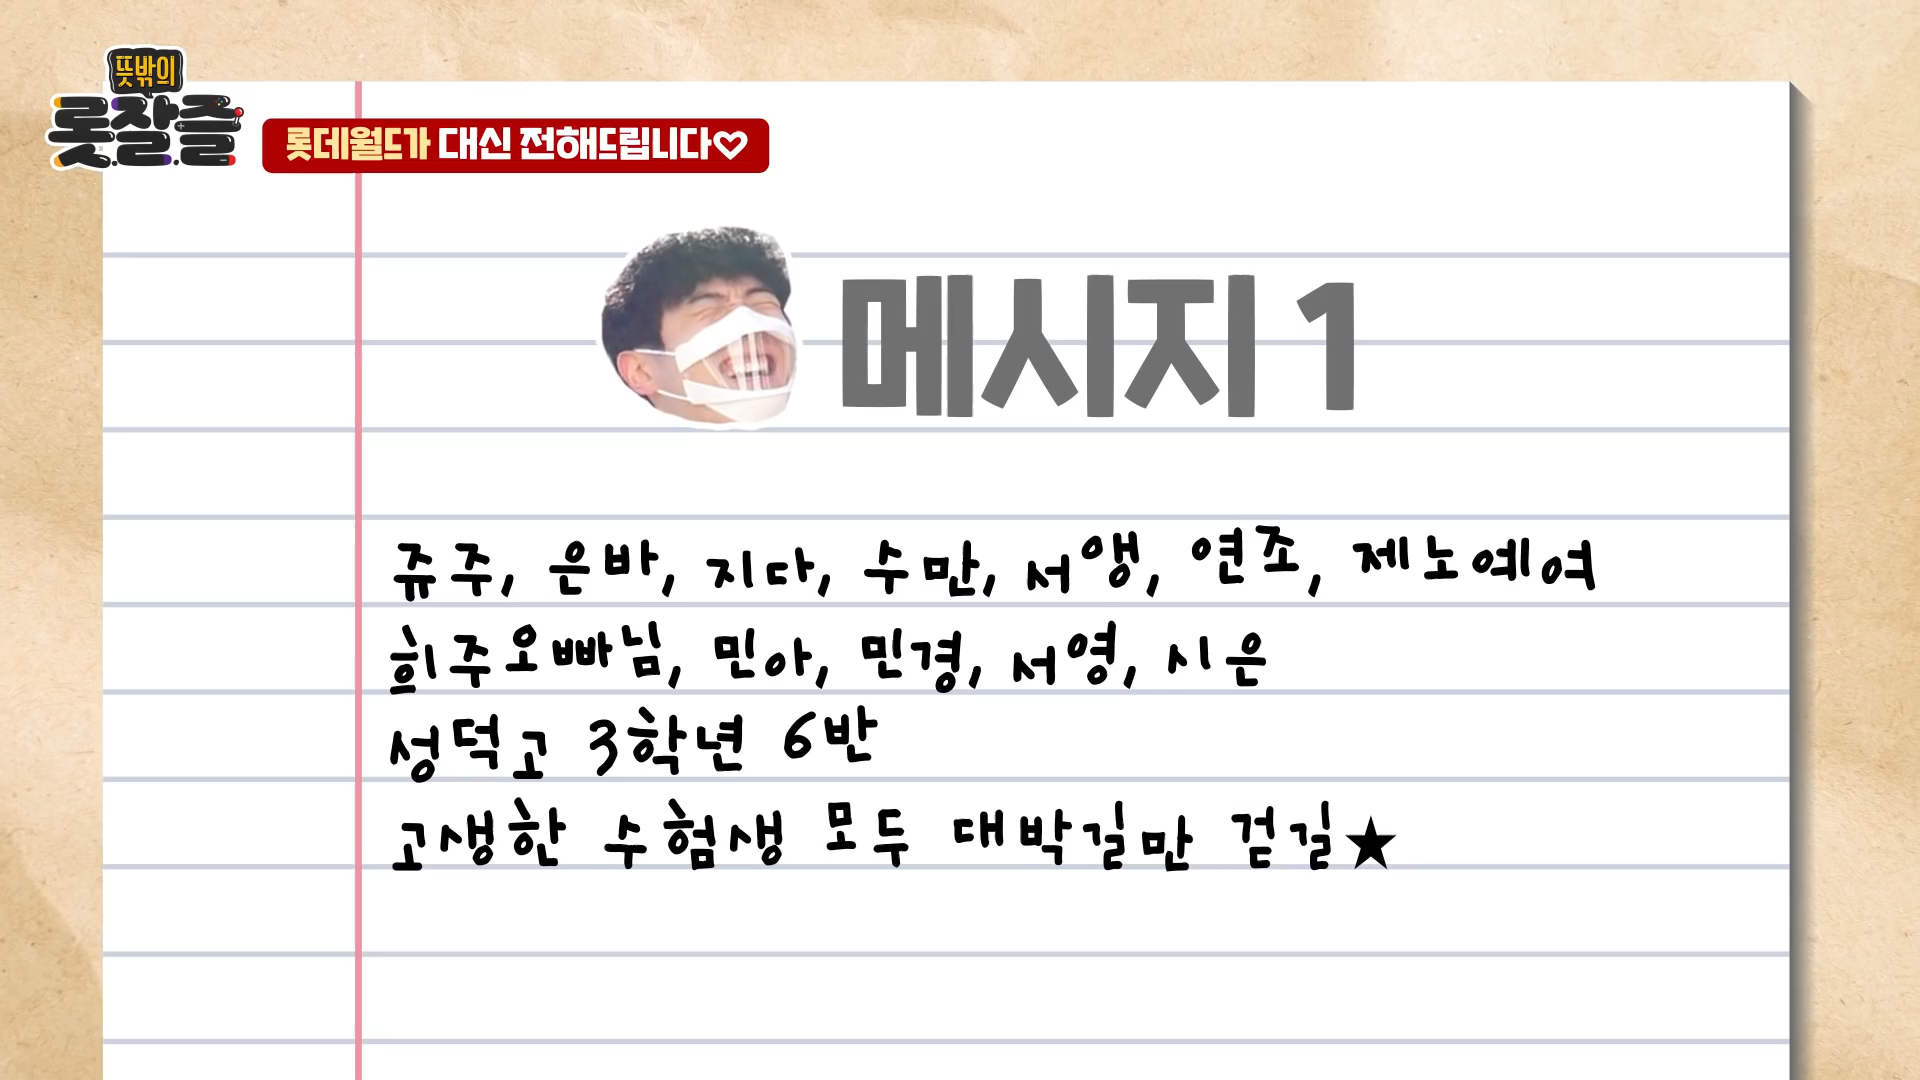 뜻밖의
롯.잘.즐
롯데월드가 대신 전해드립니다♡
메시지 1
쥬주, 은바, 지다, 수만, 서앵, 연조, 제노예여
희주오빠님, 민아, 민경, 서영, 시은
성덕고 3학년 6반
고생한 수험생 모두 대박길만 걷길★